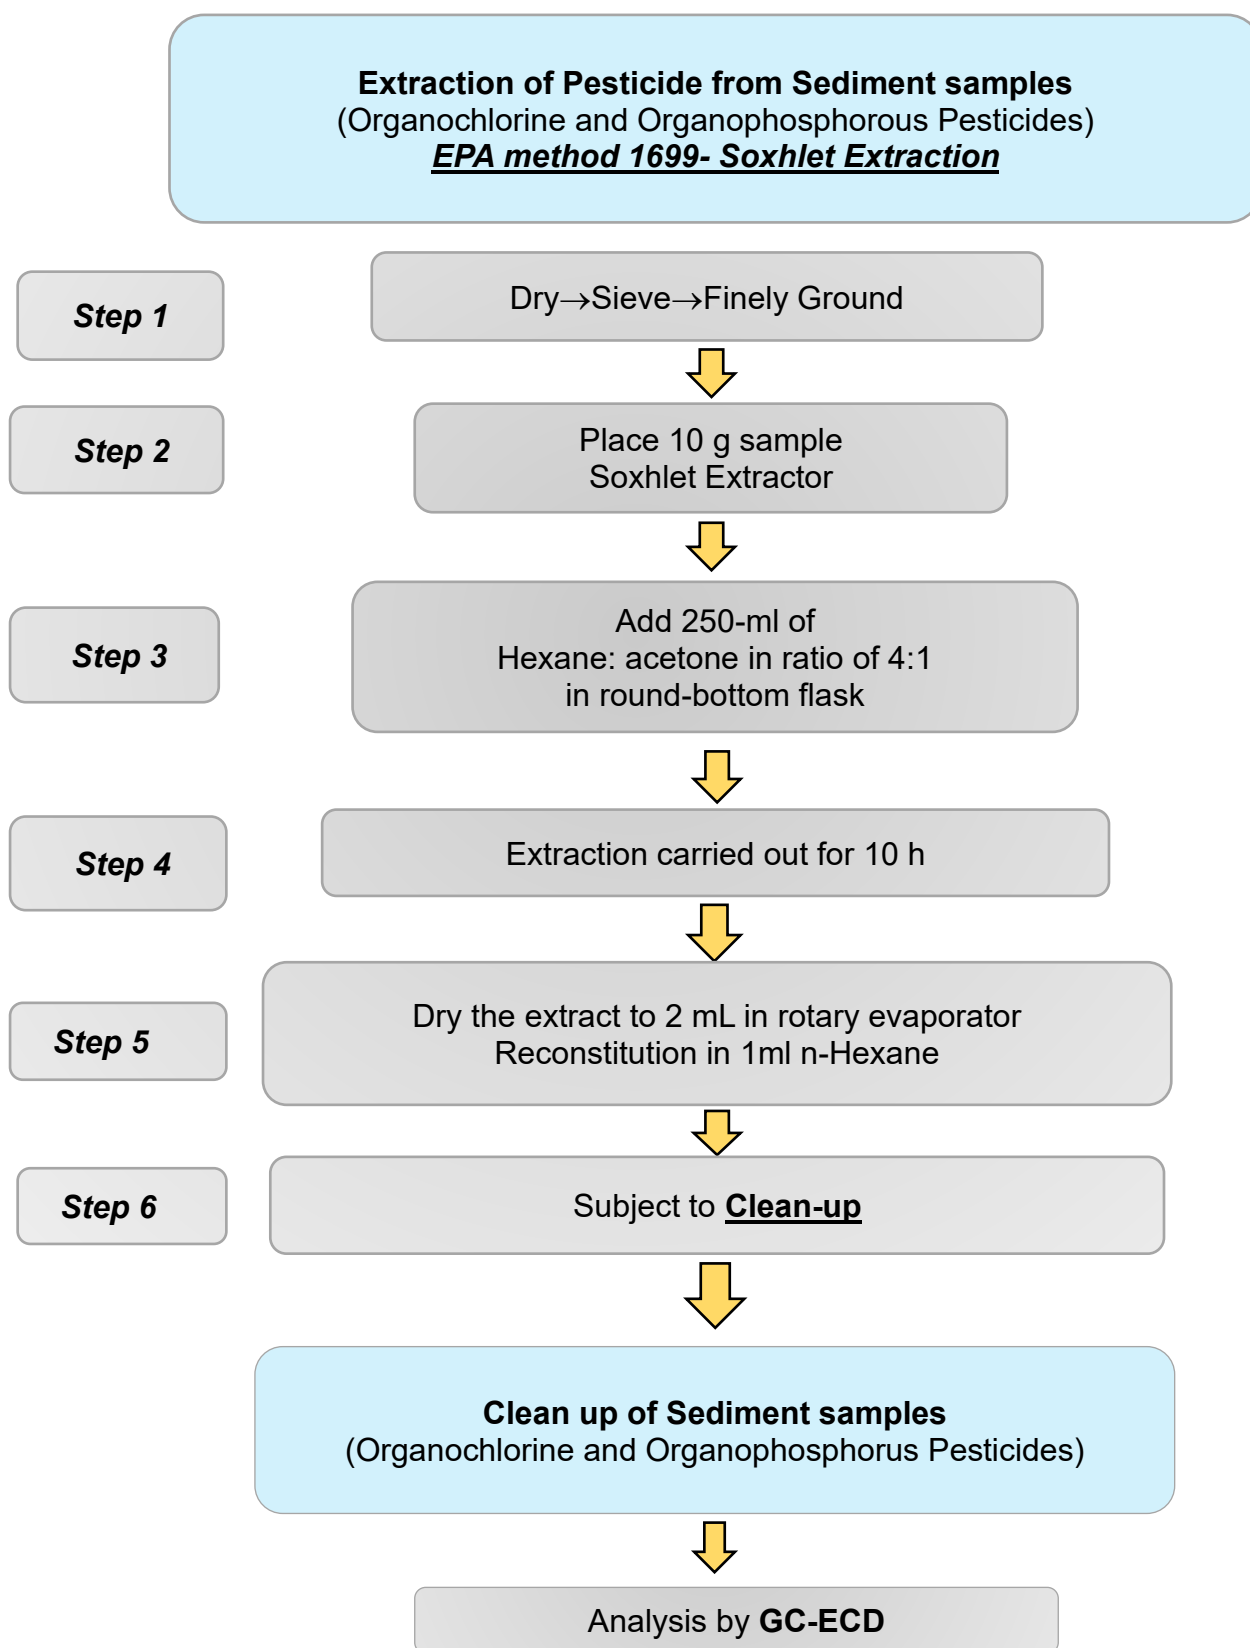 Extraction of Pesticide from Sediment samples
(Organochlorine and Organophosphorous Pesticides)
EPA method 1699- Soxhlet Extraction
Step 1
Dry→Sieve→Finely Ground
Step 2
Place 10 g sample
Soxhlet Extractor
Step 3
Add 250-ml of
Hexane: acetone in ratio of 4:1
in round-bottom flask
Step 4
Extraction carried out for 10 h
Step 5
Dry the extract to 2 mL in rotary evaporator
Reconstitution in 1ml n-Hexane
Step 6
Subject to Clean-up
Clean up of Sediment samples
(Organochlorine and Organophosphorus Pesticides)
Analysis by GC-ECD